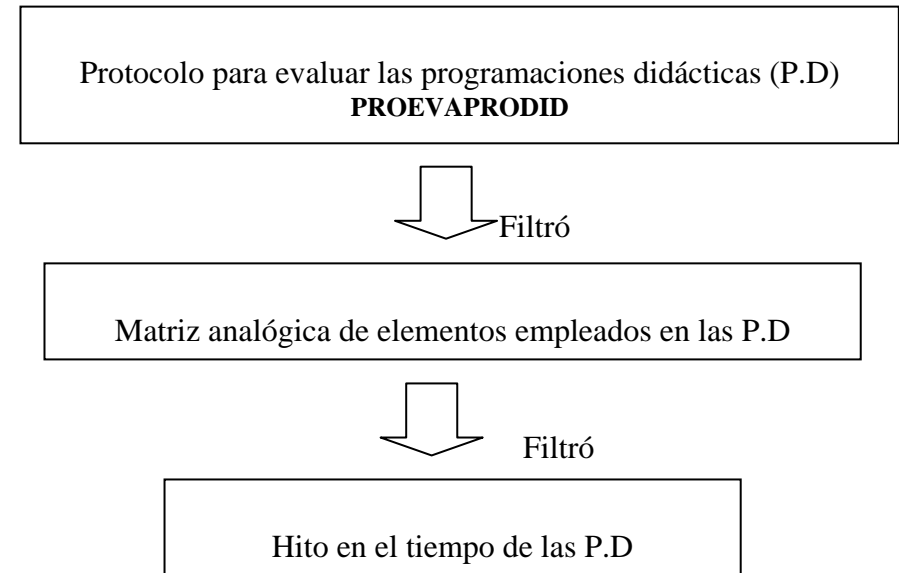 Protocolo para evaluar las programaciones didácticas (P.D)
PROEVAPRODID
Filtró
Matriz analógica de elementos empleados en las P.D
Filtró
Hito en el tiempo de las P.D